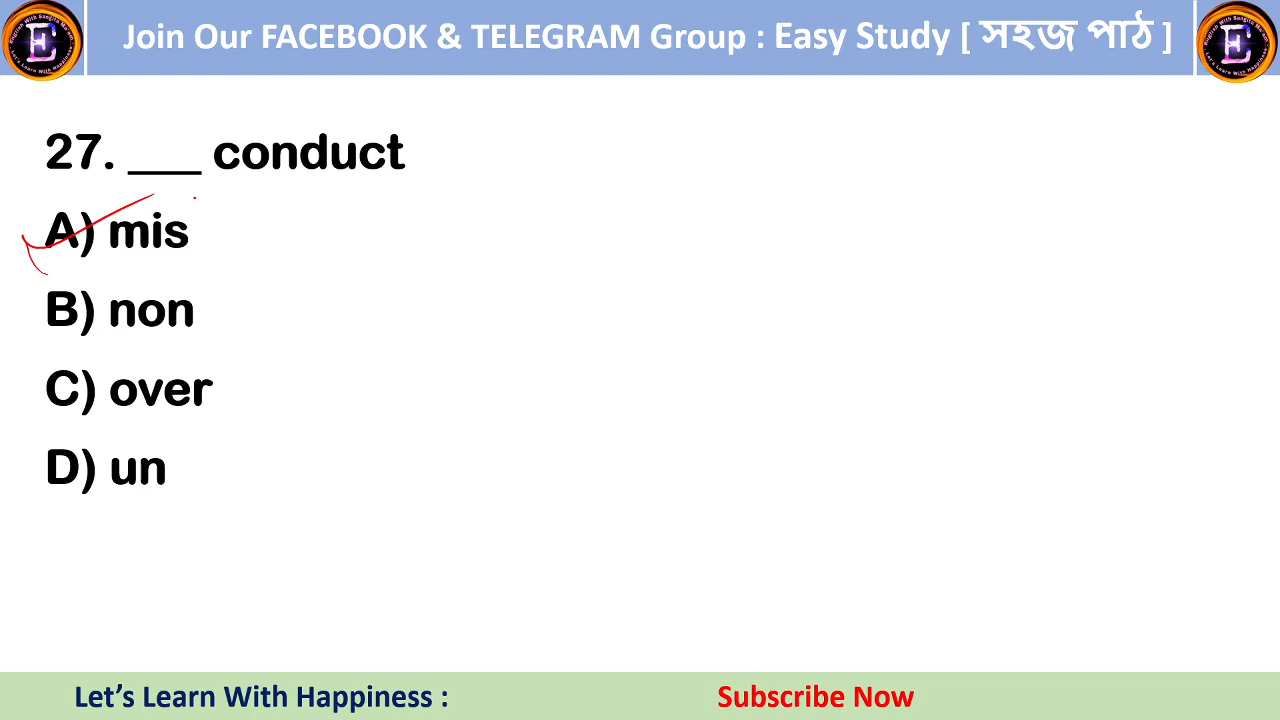 Join Our FACEBOOK & TELEGRAM Group : Easy Study [ সহজ পাঠ ]
27. ___ conduct
A) mis
B) non
C) over
D) un
Let’s Learn With Happiness :
Subscribe Now